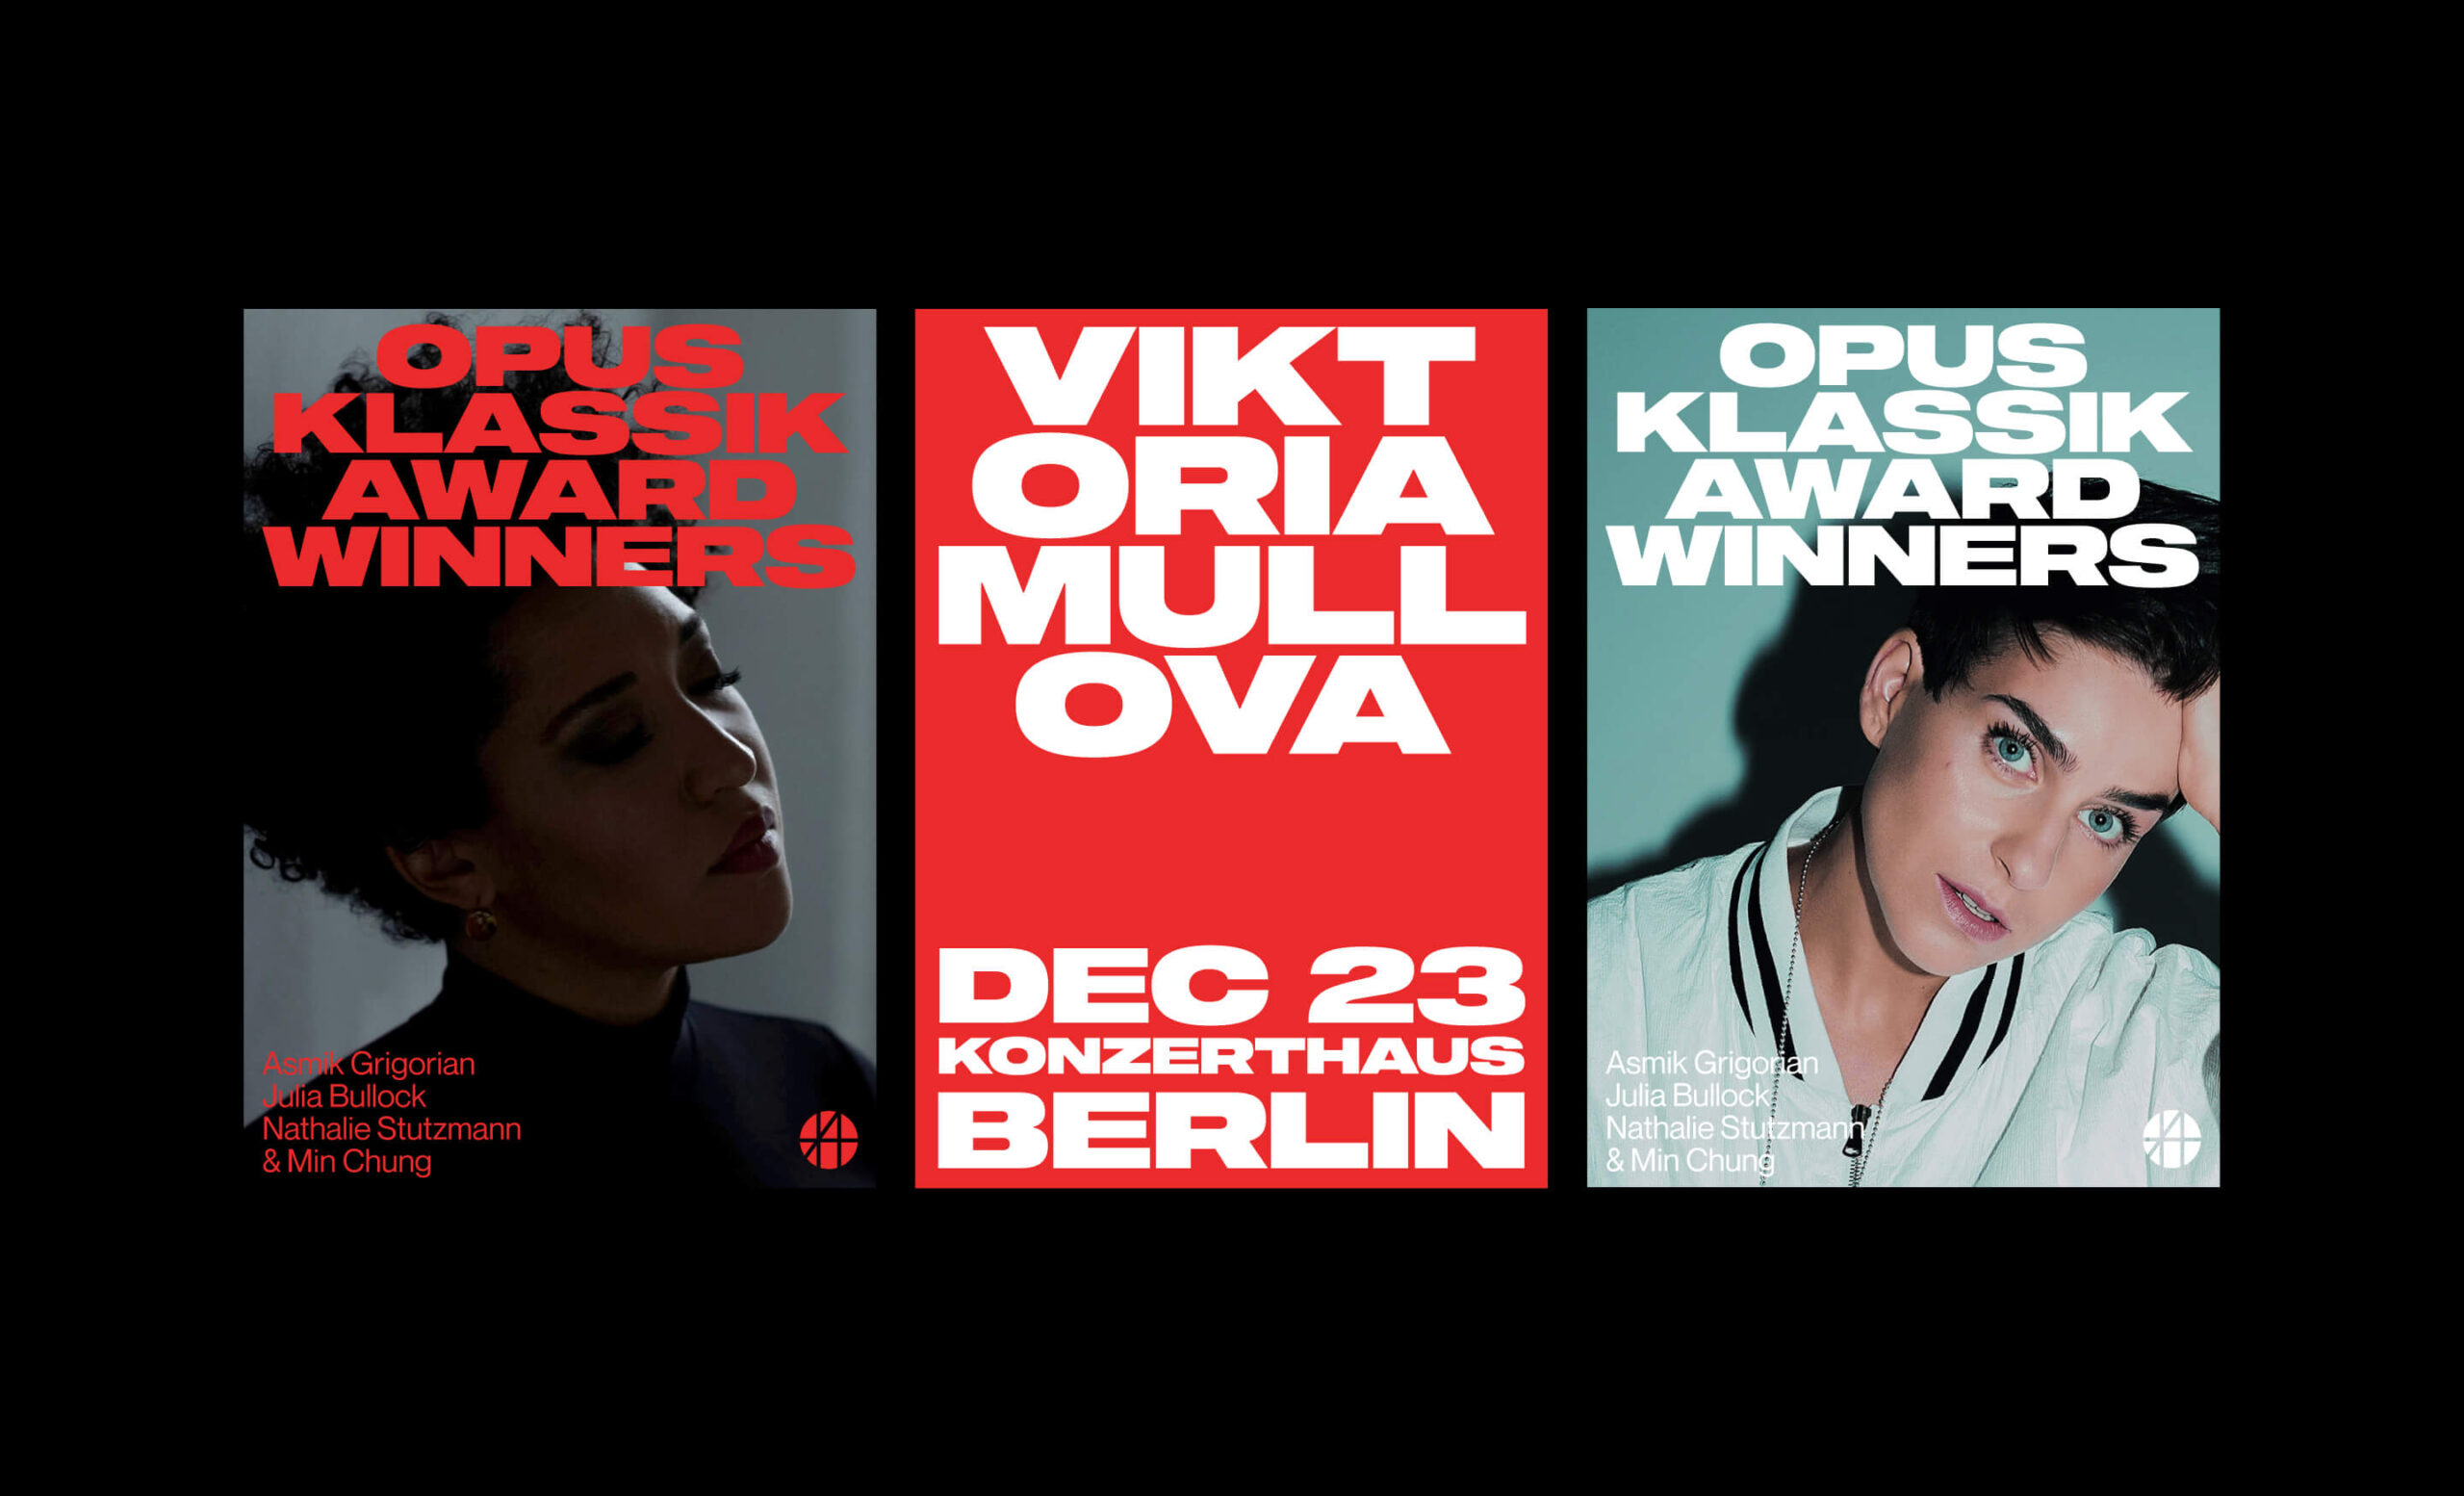 OPUS
KLASSIK
AWARD
WINNERS
Asmik Grigorian
Julia Bullock
Nathalie Stutzmann
& Min Chung
VIKT
ORIA
MULL
OVA
DEC 23
KONZERTHAUS
BERLIN
OPUS
KLASSIK
AWARD
WINNERS
Asmik Grigorian
Julia Bullock
Nathalie Stutzmann
& Min Chung